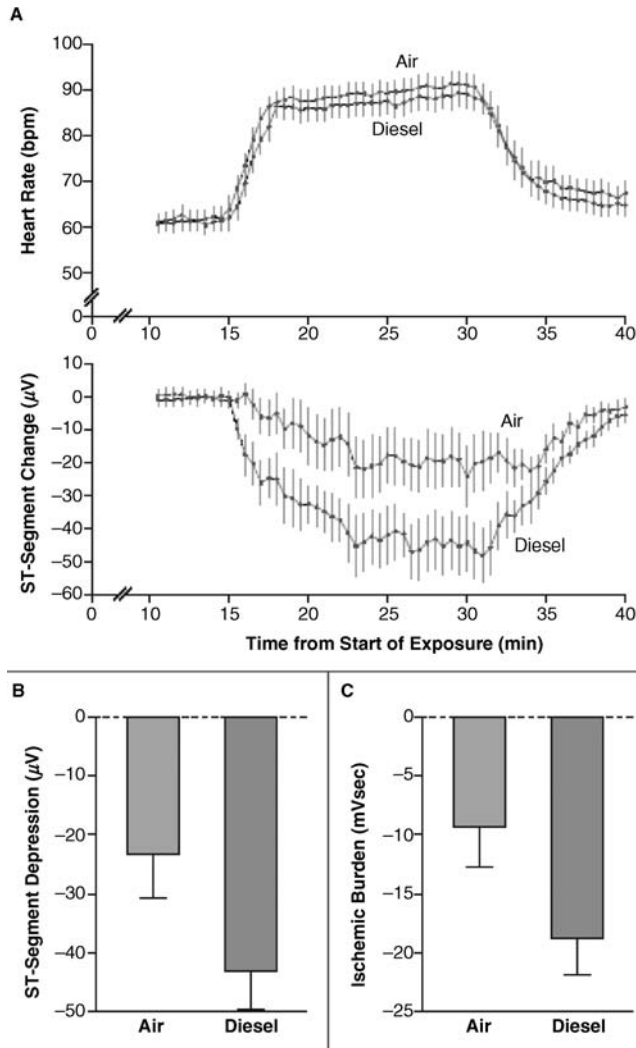 A
Heart Rate (bpm)
100
90
80
70
60
50
0
Air
Diesel
0 10 15 20 25 30 35 40
ST-Segment Change (µV)
10
0
−10
−20
−30
−40
−50
−60
Air
Diesel
0 10 15 20 25 30 35 40
Time from Start of Exposure (min)
B
ST-Segment Depression (µV)
0
−10
−20
−30
−40
−50
Air Diesel
C
Ischemic Burden (mVsec)
0
−5
−10
−15
−20
−25
Air Diesel